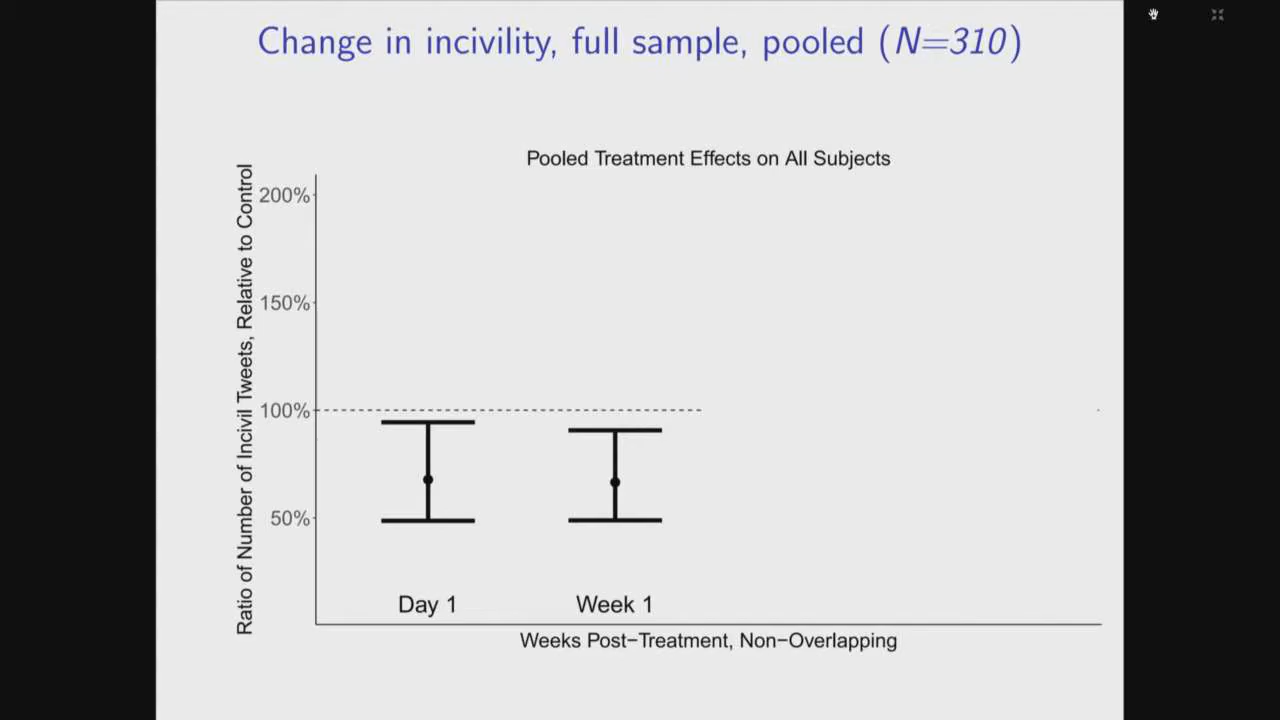 Change in incivility, full sample, pooled (N=310)
Pooled Treatment Effects on All Subjects
Ratio of Number of Incivil Tweets, Relative to Control
200%
150%
100%
50%
Day 1
Week 1
Weeks Post−Treatment, Non−Overlapping